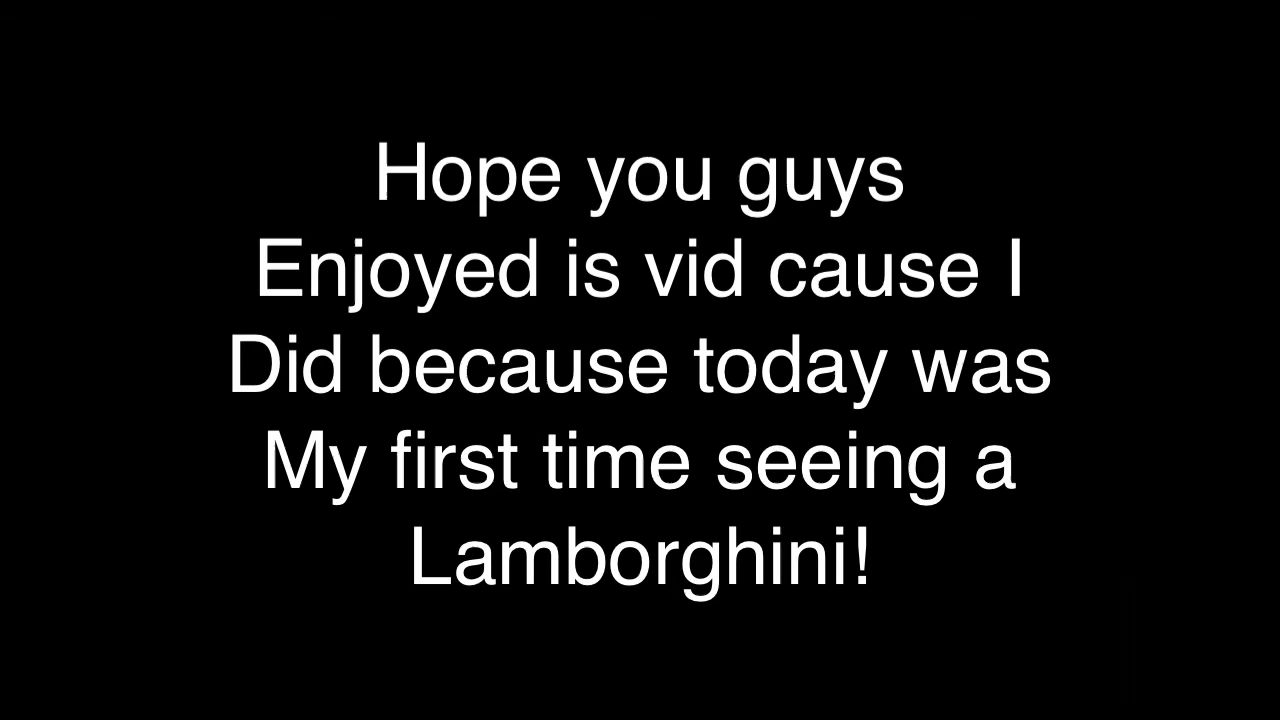 Hope you guys
Enjoyed is vid cause I
Did because today was
My first time seeing a
Lamborghini!